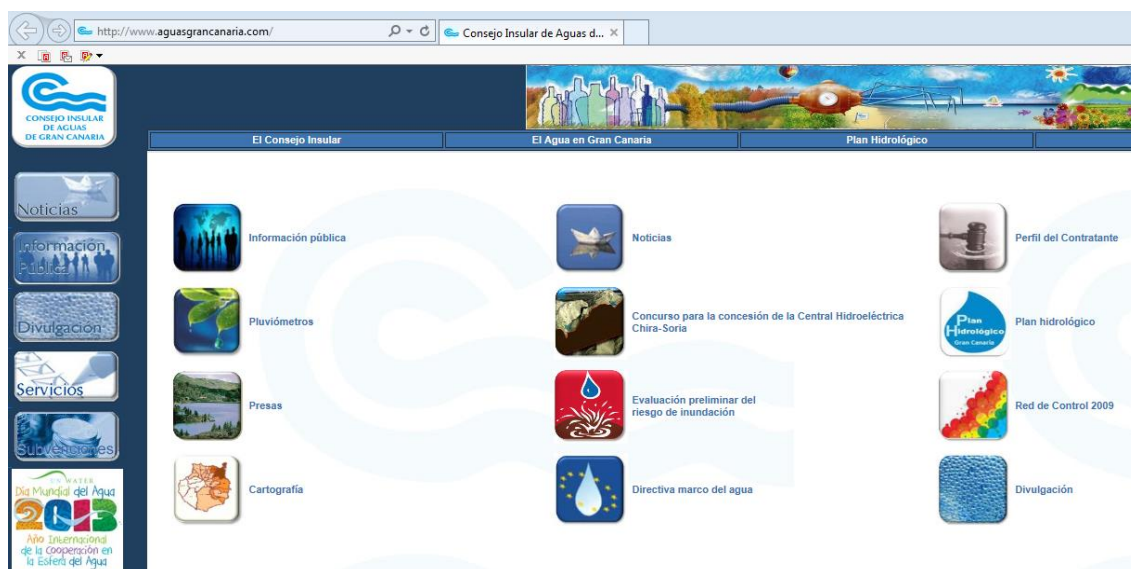 http://www.aguasgrancanaria.com/
Consejo Insular de Aguas d...
CONSEJO INSULAR
DE AGUAS
DE GRAN CANARIA
El Consejo Insular
El Agua en Gran Canaria
Plan Hidrológico
Noticias
Información
Pública
Divulgación
Servicios
Subvenciones
Información pública
Noticias
Perfil del Contratante
Pluviómetros
Concurso para la concesión de la Central Hidroeléctrica
Chira-Soria
Plan
Hidrológico
Gran Canaria
Plan hidrológico
Presas
Evaluación preliminar del
riesgo de inundación
Red de Control 2009
Cartografía
Directiva marco del agua
Divulgación
UN WATER
Día Mundial del Agua
2013
Año Internacional
de la Cooperación en
la Esfera del Agua